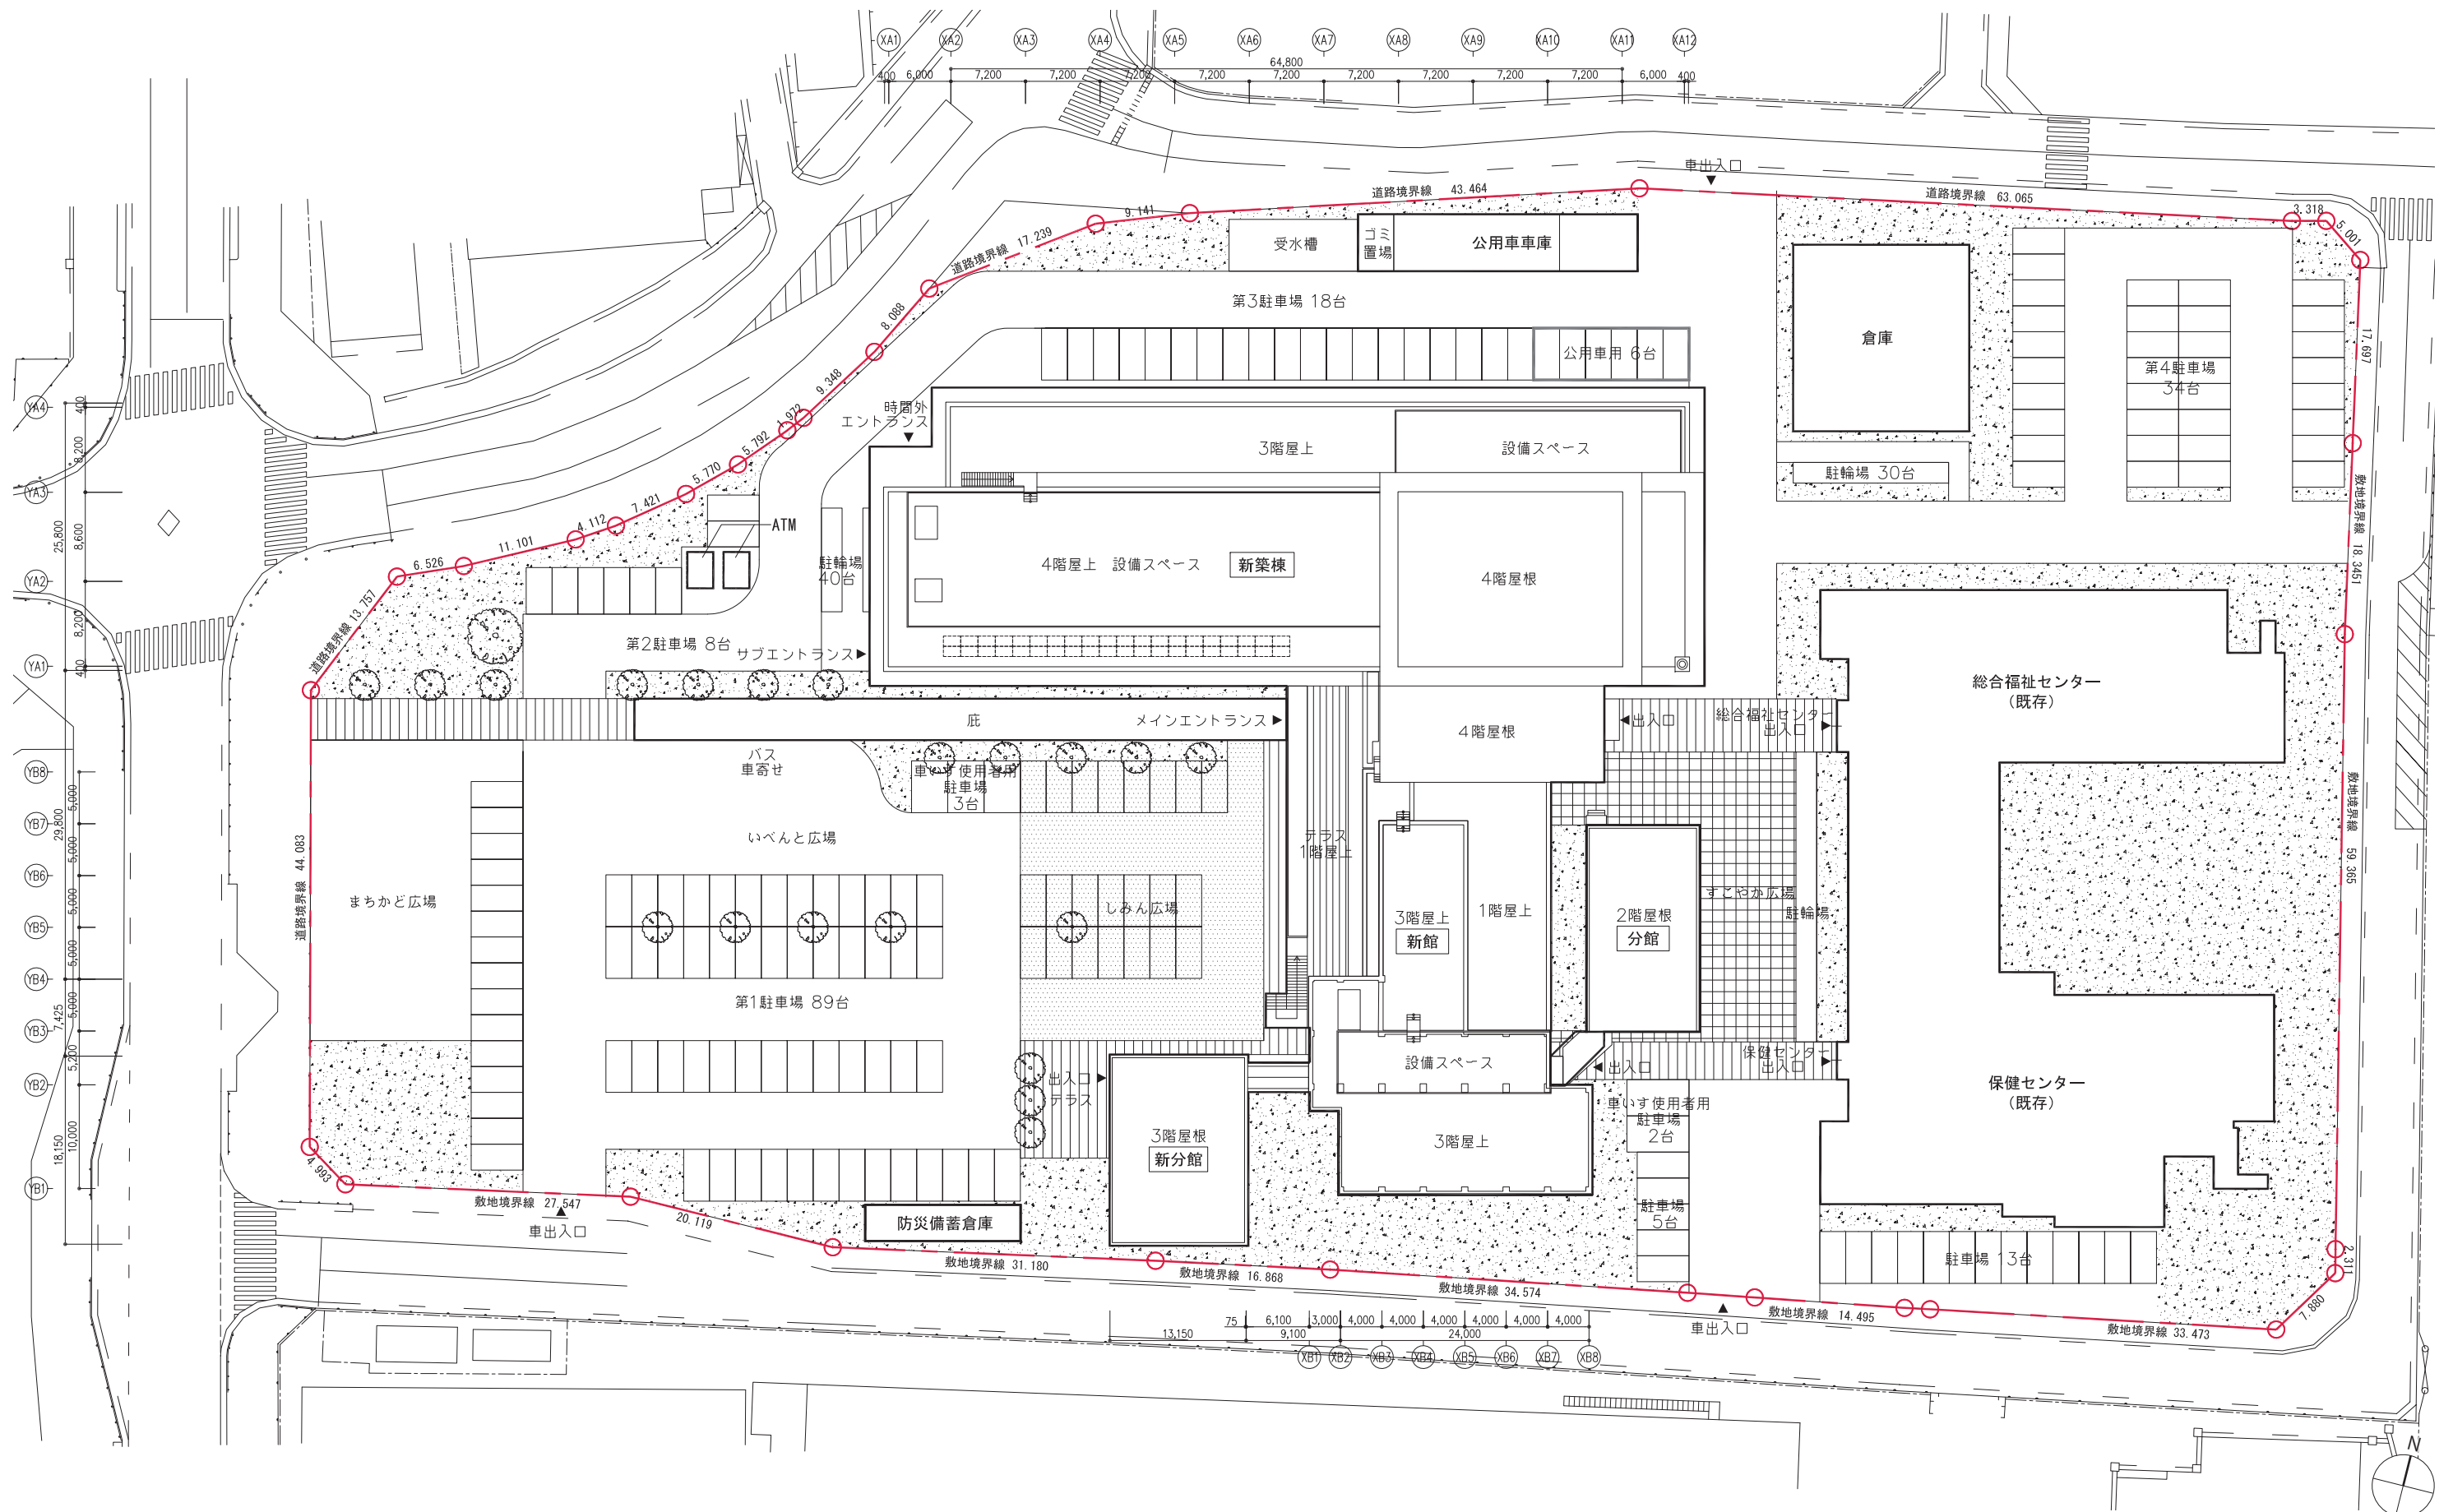 XA1 XA2 XA3 XA4 XA5 XA6 XA7 XA8 XA9 XA10 XA11 XA12
64,800
400 6,000 7,200 7,200 7,200 7,200 7,200 7,200 7,200 7,200 7,200 6,000 400
車出入口
道路境界線 43.464
道路境界線 63.065
3.318
5.001
9.141
道路境界線 17.239
受水槽
ゴミ
置場
公用車車庫
8.088
第3駐車場 18台
倉庫
17.697
公用車用 6台
第4駐車場
34台
9.348
1.972
時間外
エントランス
YA4
400
8,200
YA3
25,800
8,600
YA2
8,200
YA1
400
5.792
5.770
7.421
4.112
11.101
6.526
道路境界線 13.757
3階屋上
設備スペース
駐輪場 30台
敷地境界線 18.3451
ATM
駐輪場
40台
4階屋上 設備スペース
新築棟
4階屋根
第2駐車場 8台
サブエントランス
総合福祉センター
(既存)
庇
メインエントランス
4階屋根
出入口
総合福祉センター
出入口
バス
車寄せ
車いす使用者用
駐車場
3台
YB8
5,000
YB7
29,800
5,000
YB6
5,000
YB5
5,000
YB4
5,000
7,425
YB3
5,200
YB2
18,150
10,000
YB1
道路境界線 44.083
まちかど広場
いべんと広場
テラス
1階屋上
しみん広場
3階屋上
新館
1階屋上
2階屋根
分館
すこやか広場
駐輪場
敷地境界線 59.365
第1駐車場 89台
設備スペース
出入口
テラス
出入口
保健センター
出入口
保健センター
(既存)
車いす使用者用
駐車場
2台
3階屋根
新分館
3階屋上
駐車場
5台
4.993
敷地境界線 27.547
車出入口
20.119
防災備蓄倉庫
敷地境界線 31.180
敷地境界線 16.868
敷地境界線 34.574
駐車場 13台
2.311
7.880
敷地境界線 14.495
敷地境界線 33.473
車出入口
75 6,100 3,000 4,000 4,000 4,000 4,000 4,000 4,000
13,150 9,100 24,000
XB1 XB2 XB3 XB4 XB5 XB6 XB7 XB8
N